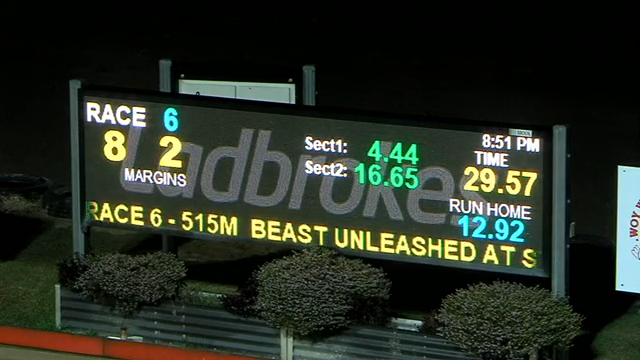 RACE 6
8 2
MARGINS
Ladbrokes
Sect1: 4.44
Sect2: 16.65
8:51 PM
TIME
29.57
RUN HOME
12.92
RACE 6 - 515M BEAST UNLEASHED AT S
WOY